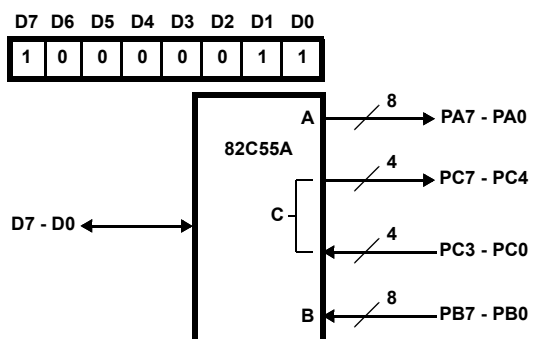 D7 D6 D5 D4 D3 D2 D1 D0
1 0 0 0 0 0 1 1
A 8 PA7 - PA0
82C55A
4 PC7 - PC4
C
D7 - D0
4 PC3 - PC0
B 8 PB7 - PB0